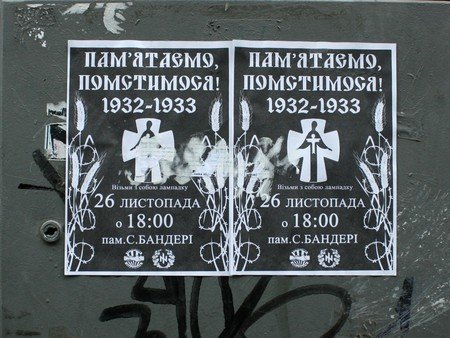 ПАМ'ЯТАЄМО,
ПОМСТИМОСЯ!
1932-1933
Візьми з собою лампадку
26 ЛИСТОПАДА
о 18:00
пам.С.БАНДЕРІ
ПАМ'ЯТАЄМО,
ПОМСТИМОСЯ!
1932-1933
Візьми з собою лампадку
26 ЛИСТОПАДА
о 18:00
пам.С.БАНДЕРІ